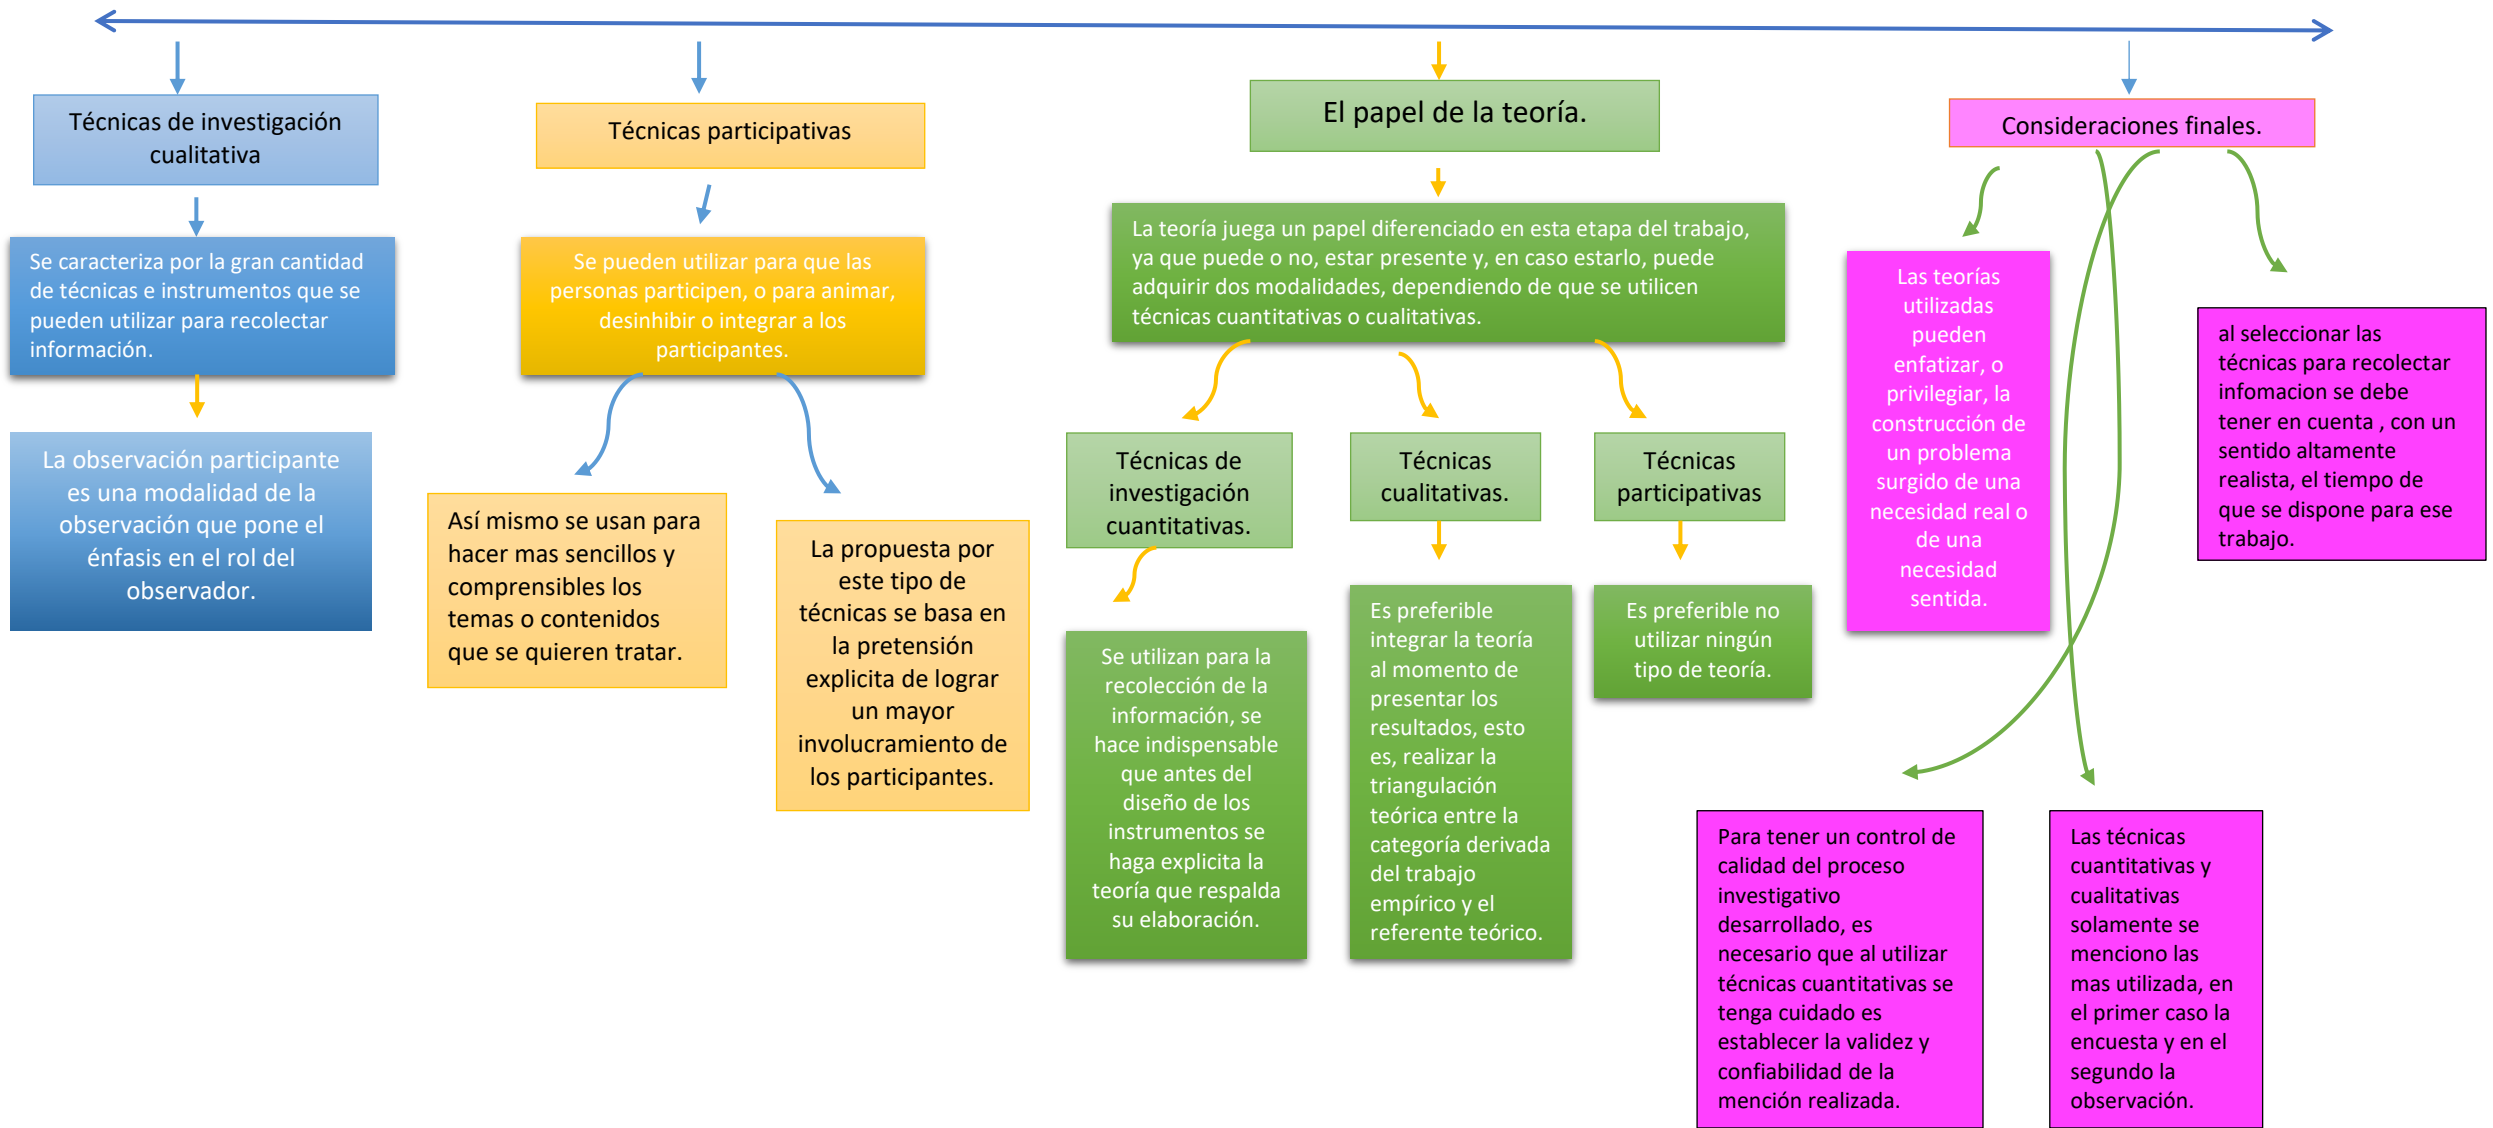 Técnicas de investigación
cualitativa
Se caracteriza por la gran cantidad
de técnicas e instrumentos que se
pueden utilizar para recolectar
información.
La observación participante
es una modalidad de la
observación que pone el
énfasis en el rol del
observador.
Técnicas participativas
Se pueden utilizar para que las
personas participen, o para animar,
desinhibir o integrar a los
participantes.
Así mismo se usan para
hacer mas sencillos y
comprensibles los
temas o contenidos
que se quieren tratar.
La propuesta por
este tipo de
técnicas se basa en
la pretensión
explicita de lograr
un mayor
involucramiento de
los participantes.
El papel de la teoría.
La teoría juega un papel diferenciado en esta etapa del trabajo,
ya que puede o no, estar presente y, en caso estarlo, puede
adquirir dos modalidades, dependiendo de que se utilicen
técnicas cuantitativas o cualitativas.
Técnicas de
investigación
cuantitativas.
Se utilizan para la
recolección de la
información, se
hace indispensable
que antes del
diseño de los
instrumentos se
haga explicita la
teoría que respalda
su elaboración.
Técnicas
cualitativas.
Es preferible
integrar la teoría
al momento de
presentar los
resultados, esto
es, realizar la
triangulación
teórica entre la
categoría derivada
del trabajo
empírico y el
referente teórico.
Técnicas
participativas
Es preferible no
utilizar ningún
tipo de teoría.
Consideraciones finales.
Las teorías
utilizadas
pueden
enfatizar, o
privilegiar, la
construcción de
un problema
surgido de una
necesidad real o
de una
necesidad
sentida.
al seleccionar las
técnicas para recolectar
infomacion se debe
tener en cuenta , con un
sentido altamente
realista, el tiempo de
que se dispone para ese
trabajo.
Para tener un control de
calidad del proceso
investigativo
desarrollado, es
necesario que al utilizar
técnicas cuantitativas se
tenga cuidado es
establecer la validez y
confiabilidad de la
mención realizada.
Las técnicas
cuantitativas y
cualitativas
solamente se
menciono las
mas utilizada, en
el primer caso la
encuesta y en el
segundo la
observación.